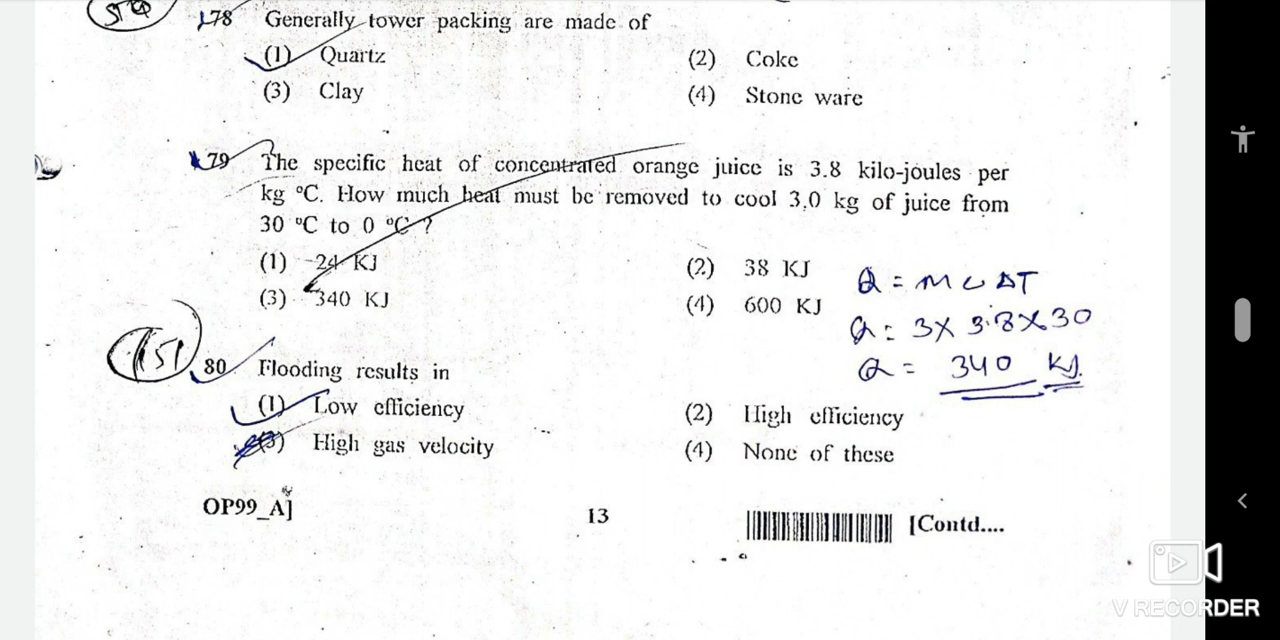 178 Generally tower packing are made of
(1) Quartz (2) Coke
(3) Clay (4) Stone ware
79 The specific heat of concentrated orange juice is 3.8 kilo-joules per
kg °C. How much heat must be removed to cool 3.0 kg of juice from
30 °C to 0 °C ?
(1) 24 KJ (2) 38 KJ
(3) 340 KJ (4) 600 KJ
Q = m c ΔT
Q = 3 x 3.8 x 30
Q = 340 KJ.
151
80 Flooding results in
(1) Low efficiency (2) High efficiency
(3) High gas velocity (4) None of these
OP99_A] 13 [Contd....
V RECORDER